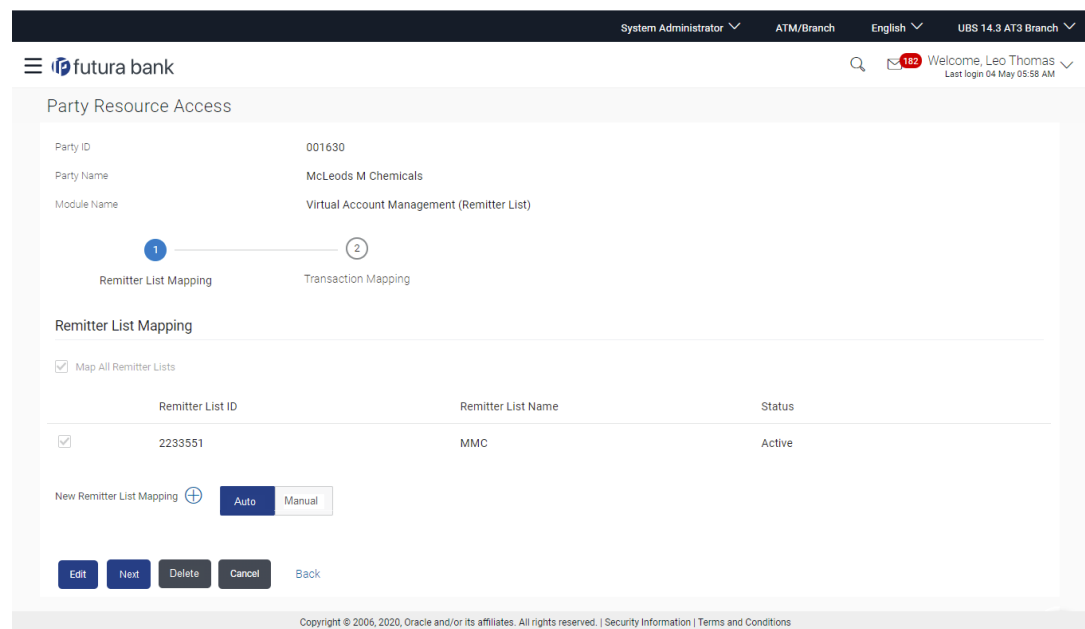 System Administrator ATM/Branch English UBS 14.3 AT3 Branch
futura bank 182 Welcome, Leo Thomas
Last login 04 May 05:58 AM
Party Resource Access
Party ID 001630
Party Name McLeods M Chemicals
Module Name Virtual Account Management (Remitter List)
1 2
Remitter List Mapping Transaction Mapping
Remitter List Mapping
Map All Remitter Lists
Remitter List ID Remitter List Name Status
2233551 MMC Active
New Remitter List Mapping Auto Manual
Edit Next Delete Cancel Back
Copyright © 2006, 2020, Oracle and/or its affiliates. All rights reserved. | Security Information | Terms and Conditions